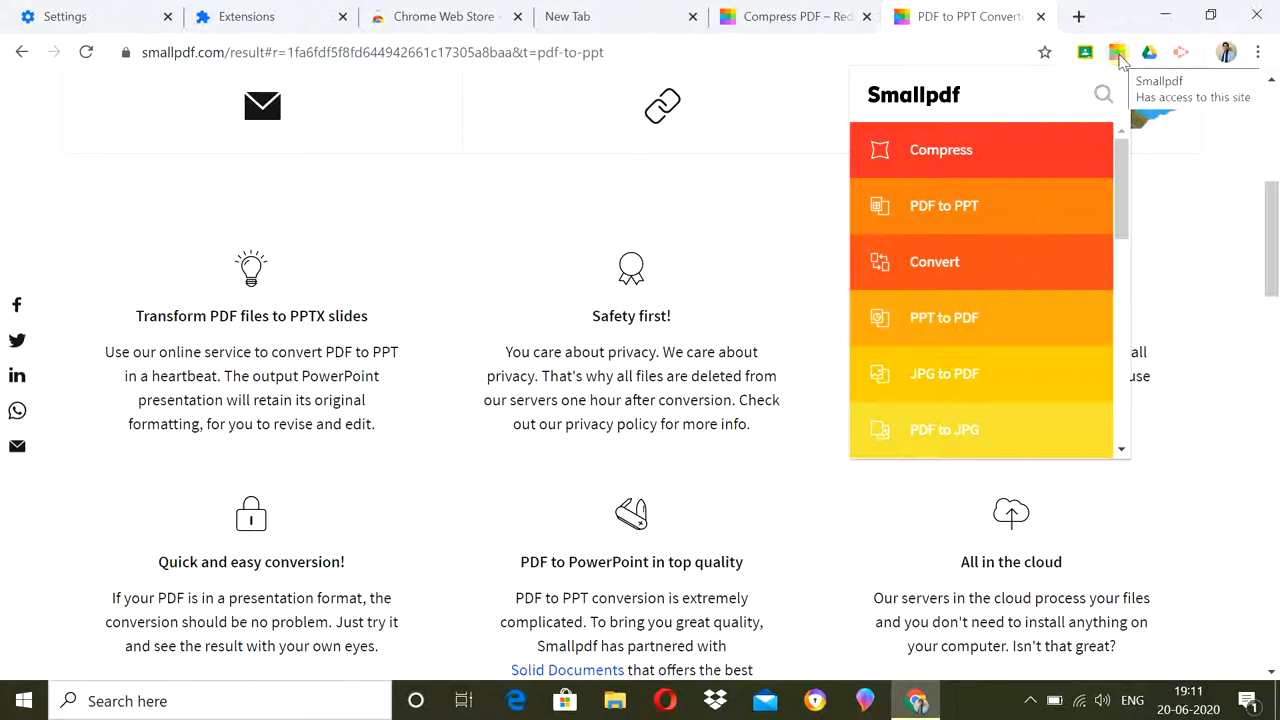 Settings
Extensions
Chrome Web Store -
New Tab
Compress PDF – Red
PDF to PPT Converte
smallpdf.com/result#r=1fa6fdf5f8fd644942661c17305a8baa&t=pdf-to-ppt
Smallpdf
Has access to this site
Smallpdf
Compress
PDF to PPT
Convert
PPT to PDF
JPG to PDF
PDF to JPG
Transform PDF files to PPTX slides
Use our online service to convert PDF to PPT
in a heartbeat. The output PowerPoint
presentation will retain its original
formatting, for you to revise and edit.
Safety first!
You care about privacy. We care about
privacy. That's why all files are deleted from
our servers one hour after conversion. Check
out our privacy policy for more info.
all
use
Quick and easy conversion!
If your PDF is in a presentation format, the
conversion should be no problem. Just try it
and see the result with your own eyes.
PDF to PowerPoint in top quality
PDF to PPT conversion is extremely
complicated. To bring you great quality,
Smallpdf has partnered with
Solid Documents that offers the best
All in the cloud
Our servers in the cloud process your files
and you don't need to install anything on
your computer. Isn't that great?
Search here
ENG
19:11
20-06-2020
1